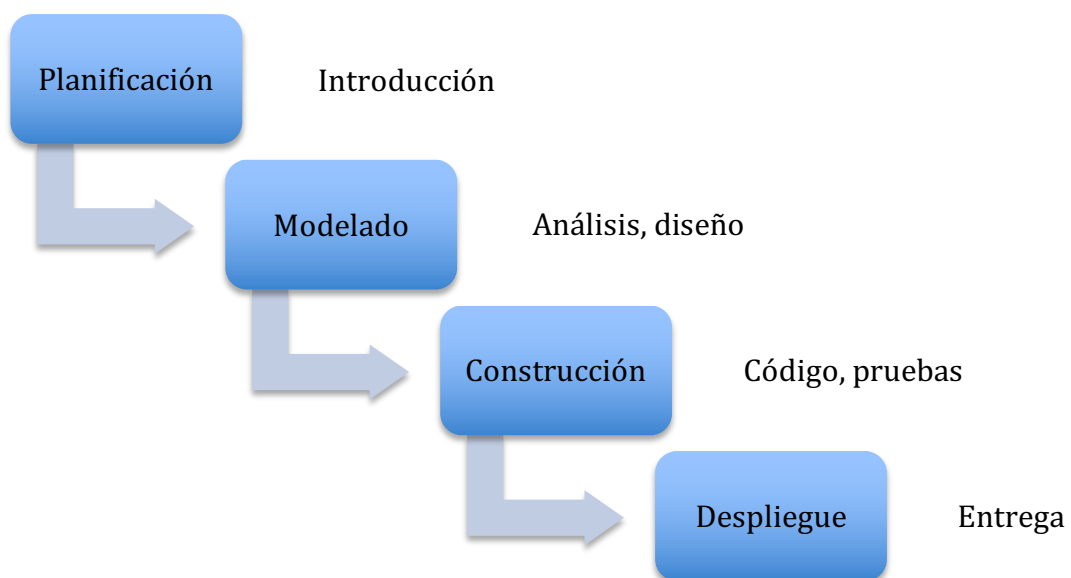 Planificación
Introducción
Modelado
Análisis, diseño
Construcción
Código, pruebas
Despliegue
Entrega